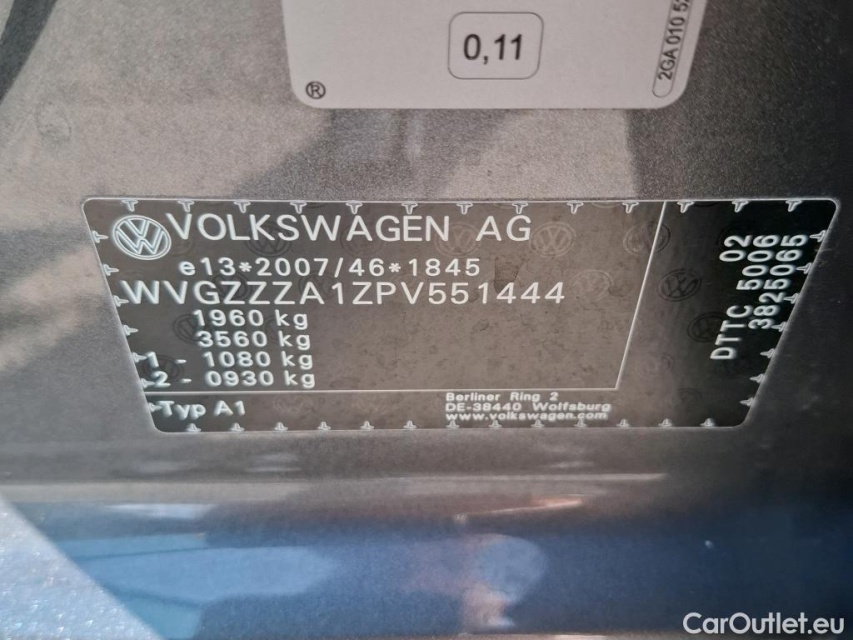 0,11
®
2GA 010 52
VOLKSWAGEN AG
e13*2007/46*1845
WVGZZZA1ZPV551444
1960 kg
3560 kg
1 - 1080 kg
2 - 0930 kg
Typ A1
Berliner Ring 2
DE-38440 Wolfsburg
www.volkswagen.com
02
DTTC 5006
3825065
CarOutlet.eu